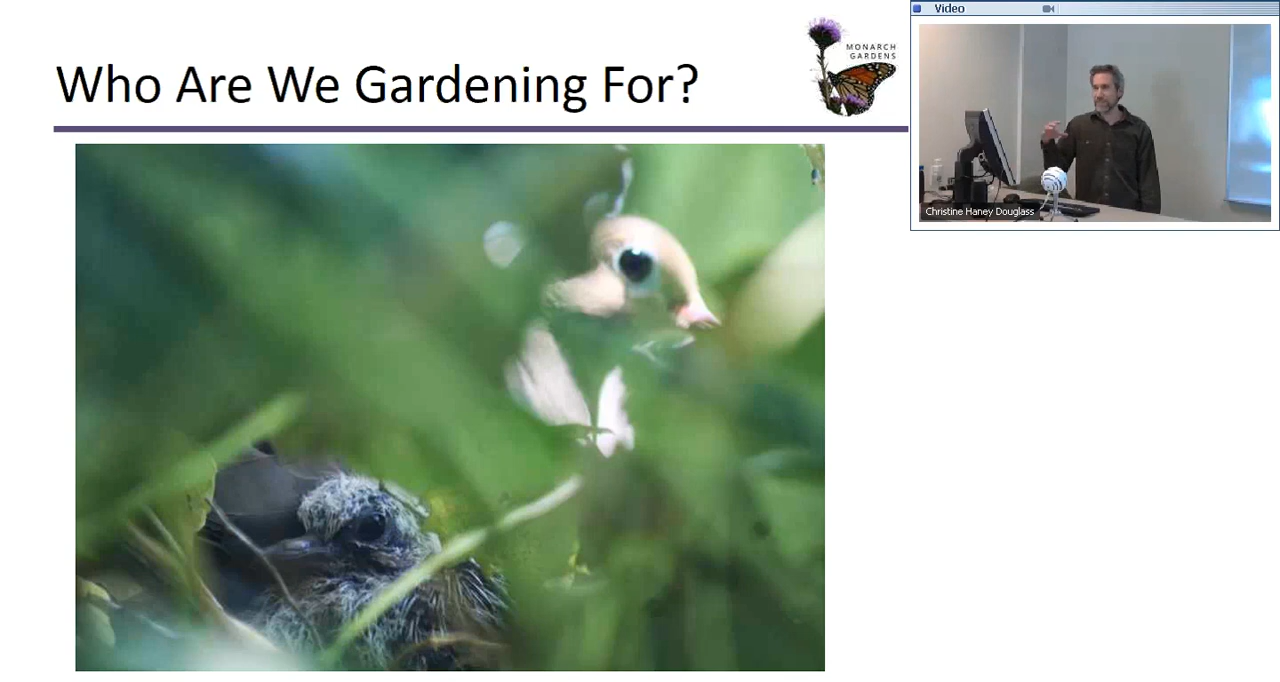 Who Are We Gardening For?
MONARCH
GARDENS
Video
Christine Haney Douglass